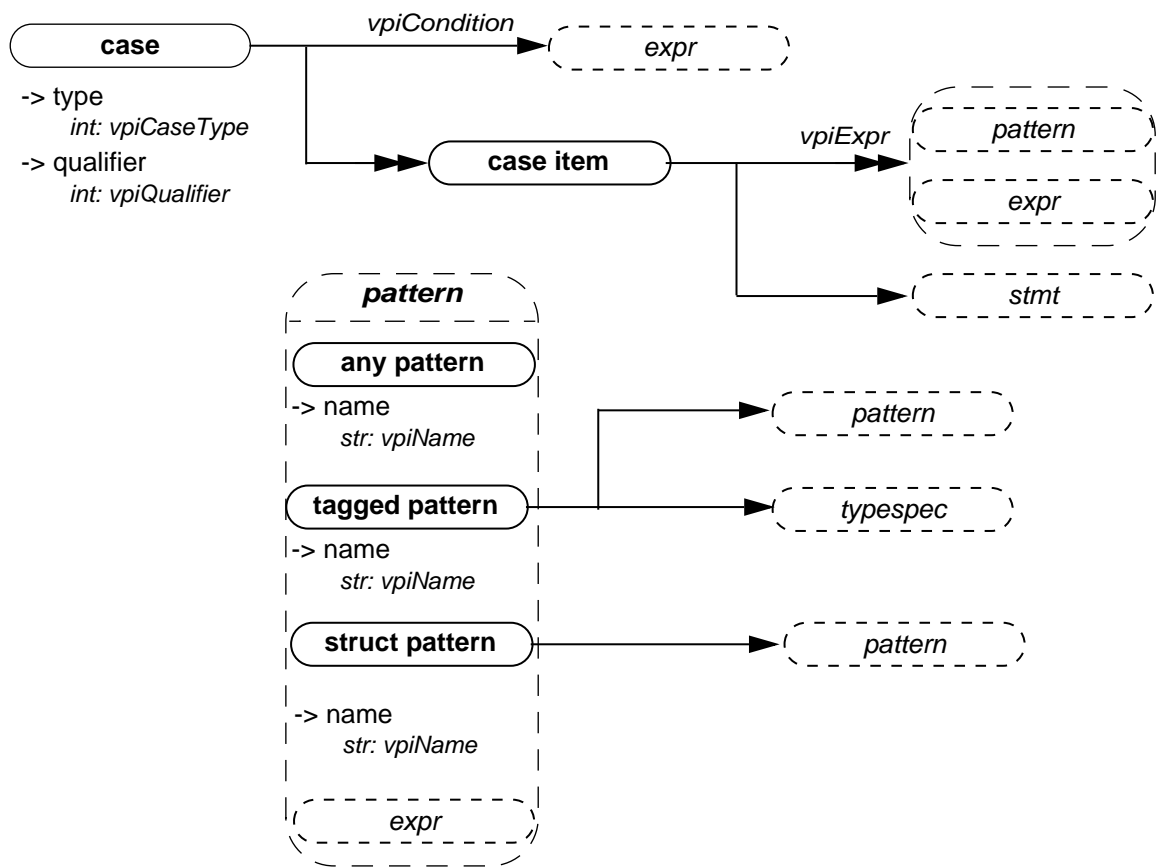 case
vpiCondition
expr
-> type
int: vpiCaseType
-> qualifier
int: vpiQualifier
case item
vpiExpr
pattern
expr
stmt
pattern
any pattern
-> name
str: vpiName
pattern
tagged pattern
typespec
-> name
str: vpiName
struct pattern
pattern
-> name
str: vpiName
expr